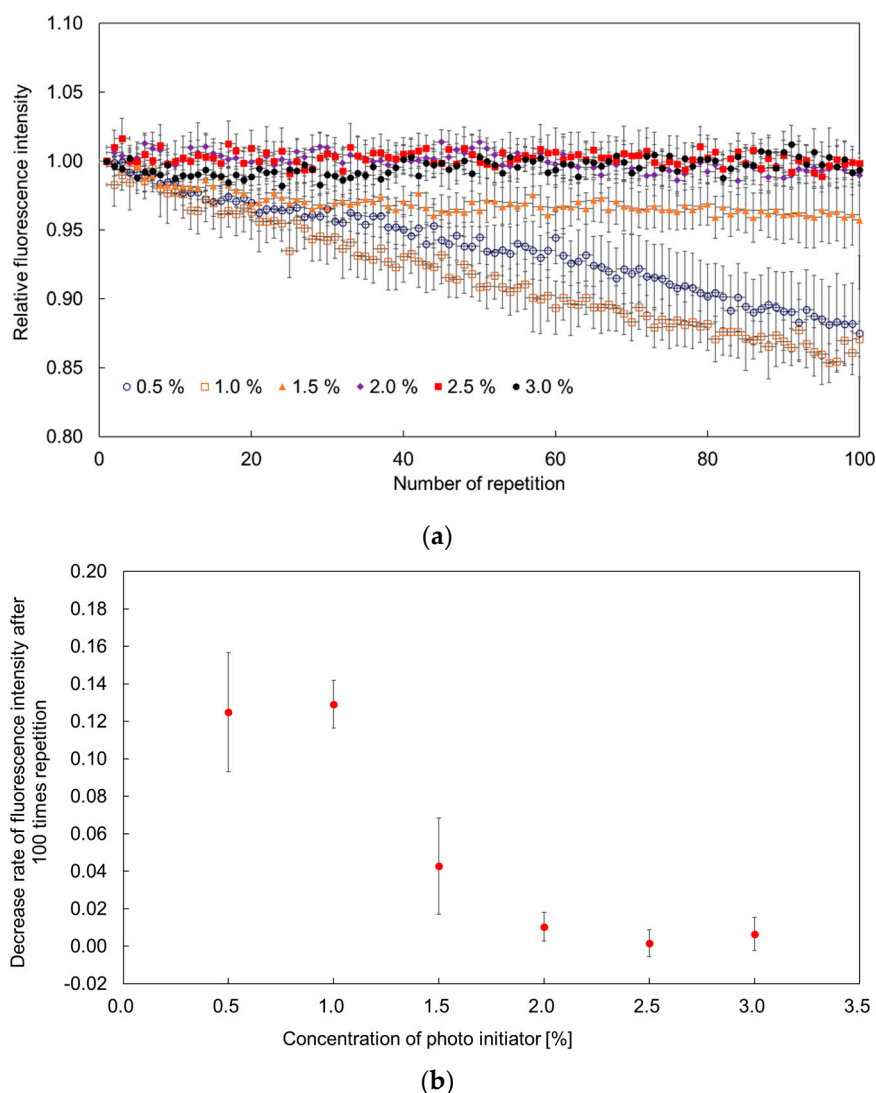 1.10
1.05
1.00
0.95
0.90
0.85
0.80
Relative fluorescence intensity
0.5 % 1.0 % 1.5 % 2.0 % 2.5 % 3.0 %
0 20 40 60 80 100
Number of repetition
(a)
0.20
0.18
0.16
0.14
0.12
0.10
0.08
0.06
0.04
0.02
0.00
-0.02
Decrease rate of fluorescence intensity after
100 times repetition
0.0 0.5 1.0 1.5 2.0 2.5 3.0 3.5
Concentration of photo initiator [%]
(b)